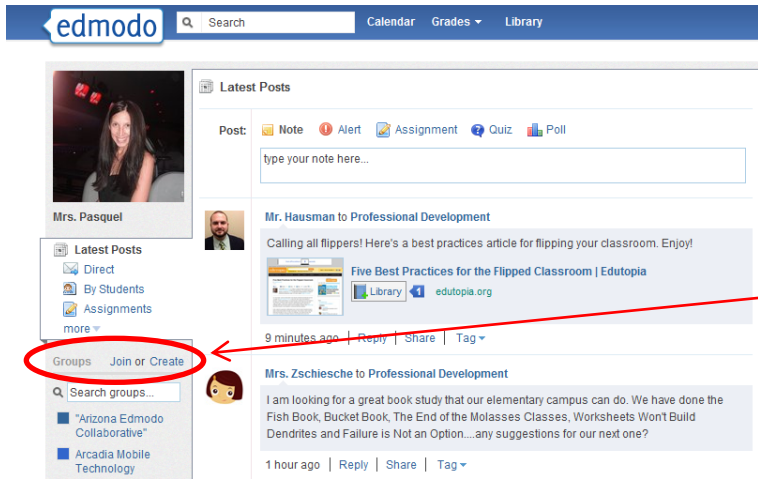 edmodo
Search
Calendar Grades Library
Latest Posts
Post: Note Alert Assignment Quiz Poll
type your note here...
Mrs. Pasquel
Latest Posts
Direct
By Students
Assignments
more
Groups Join or Create
Search groups...
"Arizona Edmodo
Collaborative"
Arcadia Mobile
Technology
Mr. Hausman to Professional Development
Calling all flippers! Here's a best practices article for flipping your classroom. Enjoy!
Five Best Practices for the Flipped Classroom | Edutopia
Library 1 edutopia.org
9 minutes ago | Reply | Share | Tag
Mrs. Zschiesche to Professional Development
I am looking for a great book study that our elementary campus can do. We have done the
Fish Book, Bucket Book, The End of the Molasses Classes, Worksheets Won't Build
Dendrites and Failure is Not an Option....any suggestions for our next one?
1 hour ago | Reply | Share | Tag